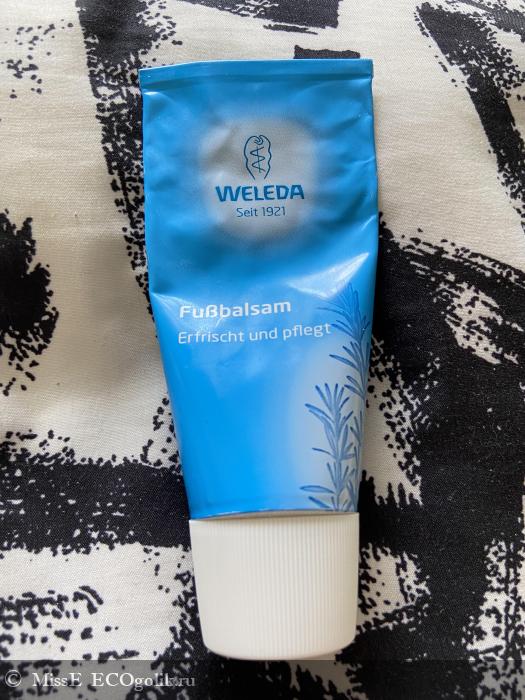 WELEDA
Seit 1921
Fußbalsam
Erfrischt und pflegt
© MissE ECOgolik.ru